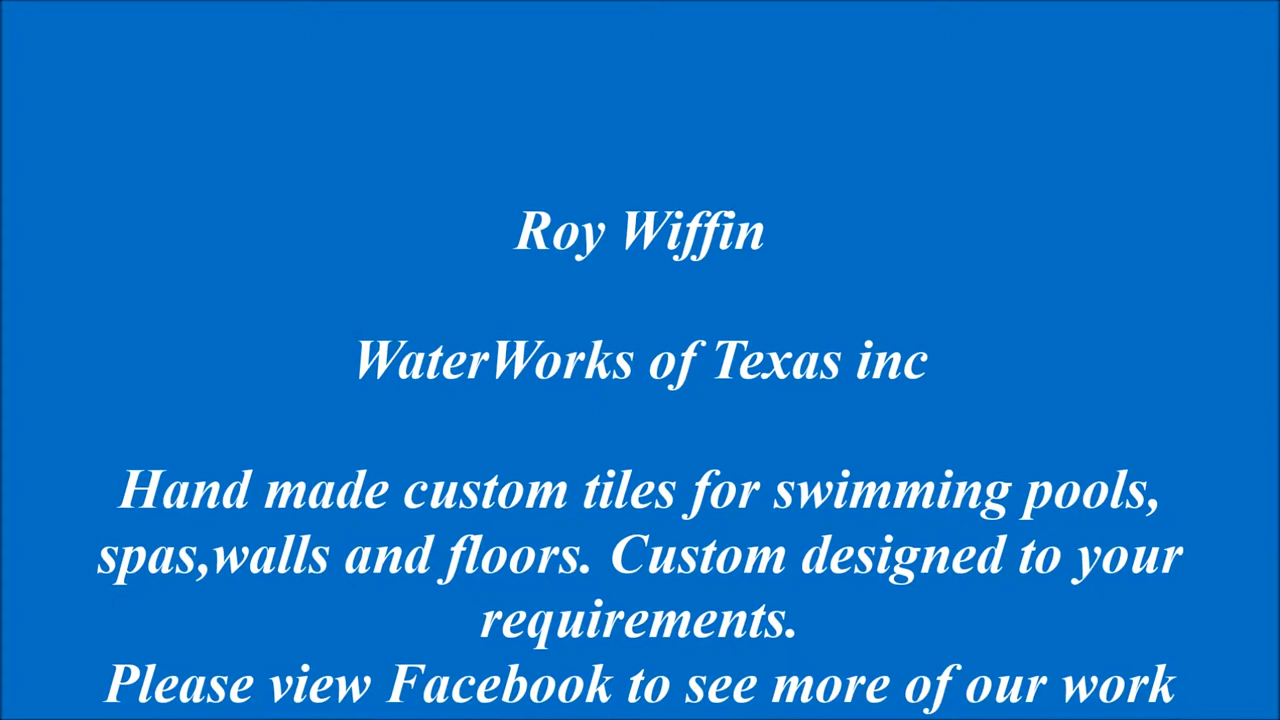 Roy Wiffin
WaterWorks of Texas inc
Hand made custom tiles for swimming pools,
spas,walls and floors. Custom designed to your
requirements.
Please view Facebook to see more of our work